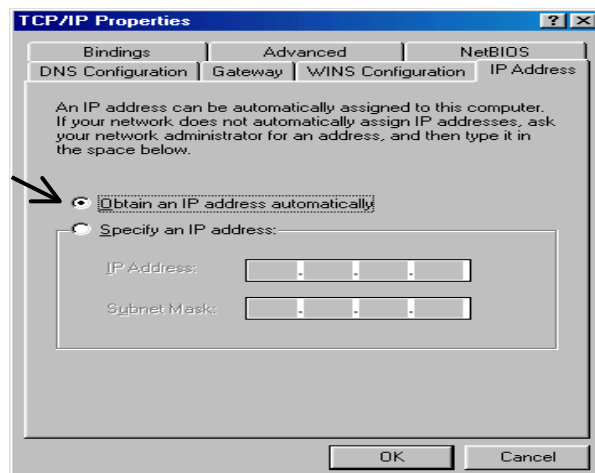 TCP/IP Properties
Bindings Advanced NetBIOS
DNS Configuration Gateway WINS Configuration IP Address
An IP address can be automatically assigned to this computer.
If your network does not automatically assign IP addresses, ask
your network administrator for an address, and then type it in
the space below.
Obtain an IP address automatically
Specify an IP address:
IP Address:
Subnet Mask:
OK Cancel